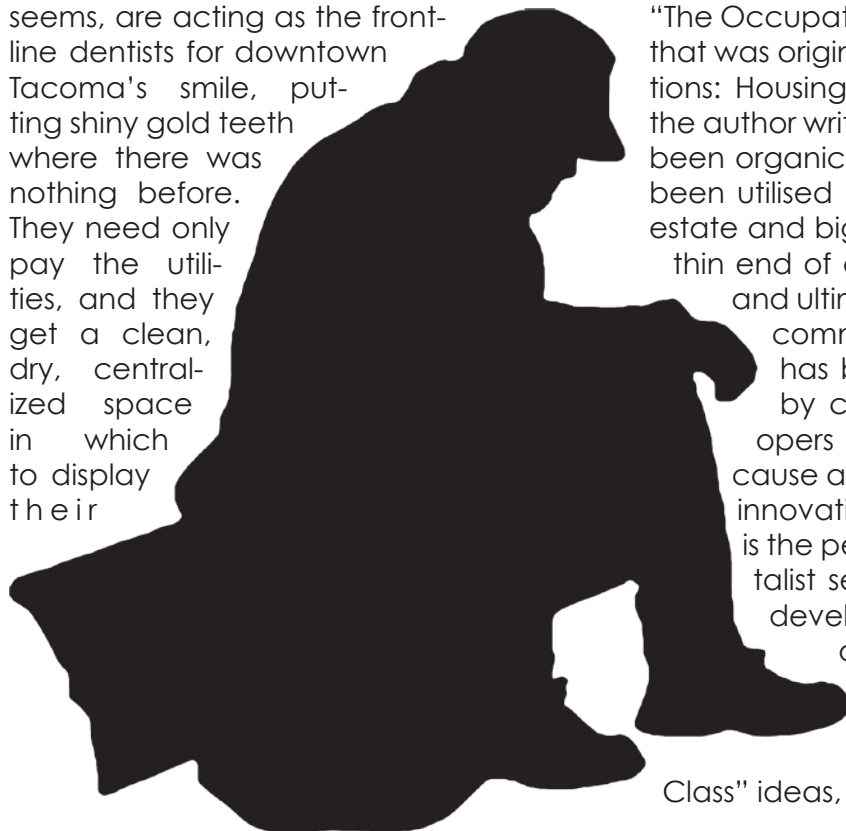 seems, are acting as the front-
line dentists for downtown
Tacoma’s smile, put-
ting shiny gold teeth
where there was
nothing before.
They need only
pay the utili-
ties, and they
get a clean,
dry, central-
ized space
in which
to display
their
“The Occupat
that was origin
tions: Housing
the author writ
been organic
been utilised
estate and big
thin end of
and ultin
comm
has b
by c
opers
cause a
innovati
is the pe
talist se
devel
Class” ideas,